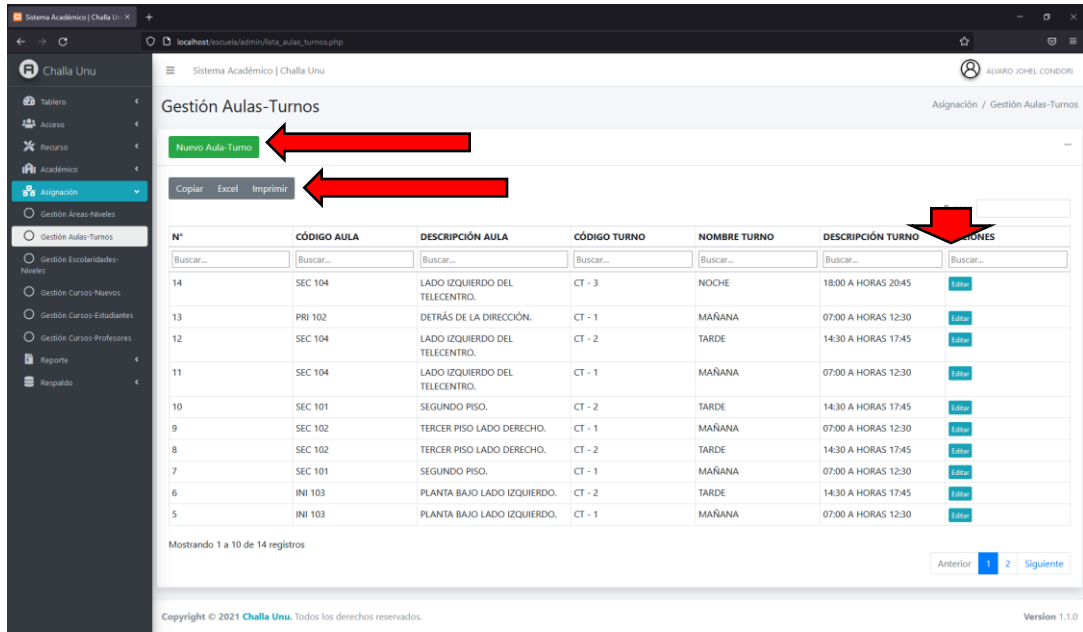 Sistema Académico | Challa Un
localhost/escuela/admin/lista_aulas_turnos.php
Challa Unu
Sistema Académico | Challa Unu
ALVARO JOHEL CONDORI
Tablero
Acceso
Recurso
Académico
Asignación
Gestión Áreas-Niveles
Gestión Aulas-Turnos
Gestión Escolaridades-
Niveles
Gestión Cursos-Nuevos
Gestión Cursos-Estudiantes
Gestión Cursos-Profesores
Reporte
Respaldo
Gestión Aulas-Turnos
Asignación / Gestión Aulas-Turnos
Nuevo Aula-Turno
Copiar Excel Imprimir
N° CÓDIGO AULA DESCRIPCIÓN AULA CÓDIGO TURNO NOMBRE TURNO DESCRIPCIÓN TURNO
Buscar... Buscar... Buscar... Buscar... Buscar... Buscar... Buscar...
14 SEC 104 LADO IZQUIERDO DEL CT - 3 NOCHE 18:00 A HORAS 20:45 Editar
TELECENTRO.
13 PRI 102 DETRÁS DE LA DIRECCIÓN. CT - 1 MAÑANA 07:00 A HORAS 12:30 Editar
12 SEC 104 LADO IZQUIERDO DEL CT - 2 TARDE 14:30 A HORAS 17:45 Editar
TELECENTRO.
11 SEC 104 LADO IZQUIERDO DEL CT - 1 MAÑANA 07:00 A HORAS 12:30 Editar
TELECENTRO.
10 SEC 101 SEGUNDO PISO. CT - 2 TARDE 14:30 A HORAS 17:45 Editar
9 SEC 102 TERCER PISO LADO DERECHO. CT - 1 MAÑANA 07:00 A HORAS 12:30 Editar
8 SEC 102 TERCER PISO LADO DERECHO. CT - 2 TARDE 14:30 A HORAS 17:45 Editar
7 SEC 101 SEGUNDO PISO. CT - 1 MAÑANA 07:00 A HORAS 12:30 Editar
6 INI 103 PLANTA BAJO LADO IZQUIERDO. CT - 2 TARDE 14:30 A HORAS 17:45 Editar
5 INI 103 PLANTA BAJO LADO IZQUIERDO. CT - 1 MAÑANA 07:00 A HORAS 12:30 Editar
Mostrando 1 a 10 de 14 registros
Anterior 1 2 Siguiente
Copyright © 2021 Challa Unu. Todos los derechos reservados.
Version 1.1.0